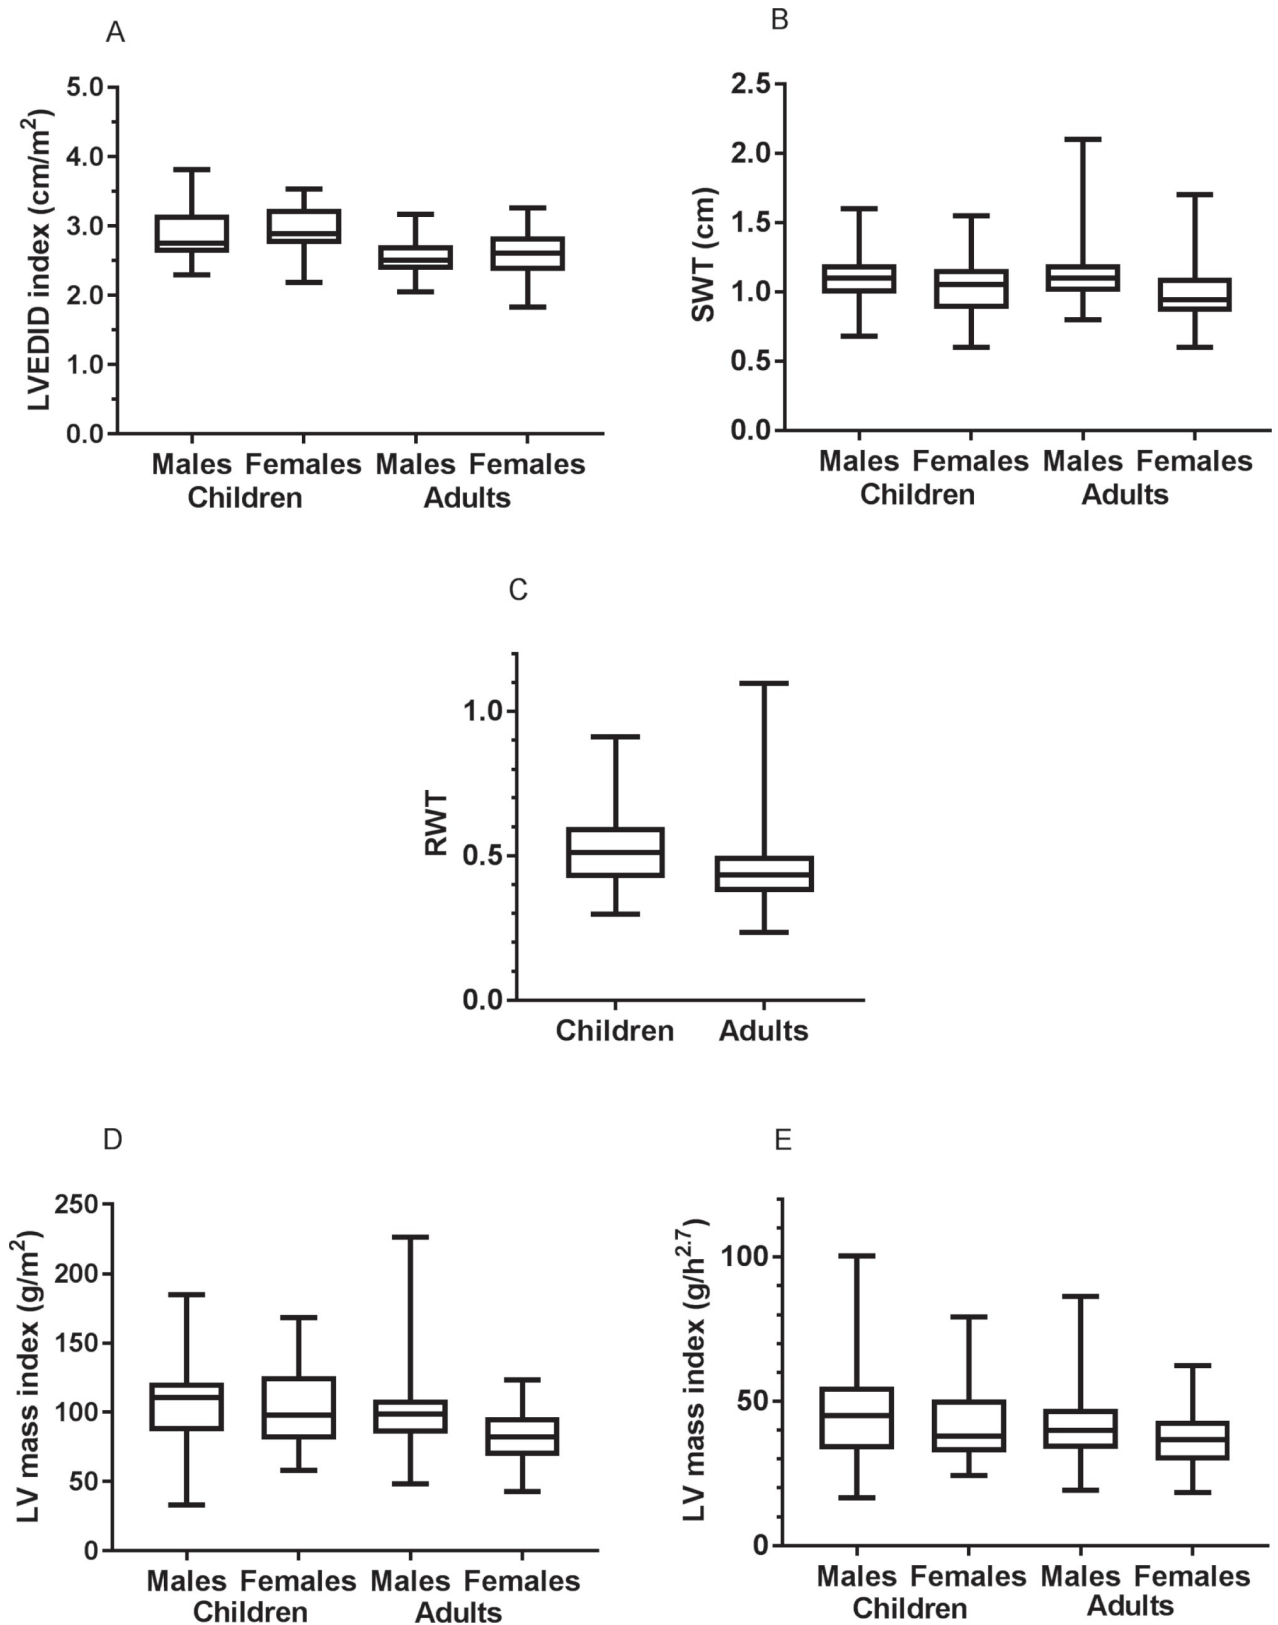 A
LVEDID index (cm/m²)
5.0
4.0
3.0
2.0
1.0
0.0
Males Females Males Females
Children Adults
B
SWT (cm)
2.5
2.0
1.5
1.0
0.5
0.0
Males Females Males Females
Children Adults
C
RWT
1.0
0.5
0.0
Children Adults
D
LV mass index (g/m²)
250
200
150
100
50
0
Males Females Males Females
Children Adults
E
LV mass index (g/h²·⁷)
100
50
0
Males Females Males Females
Children Adults